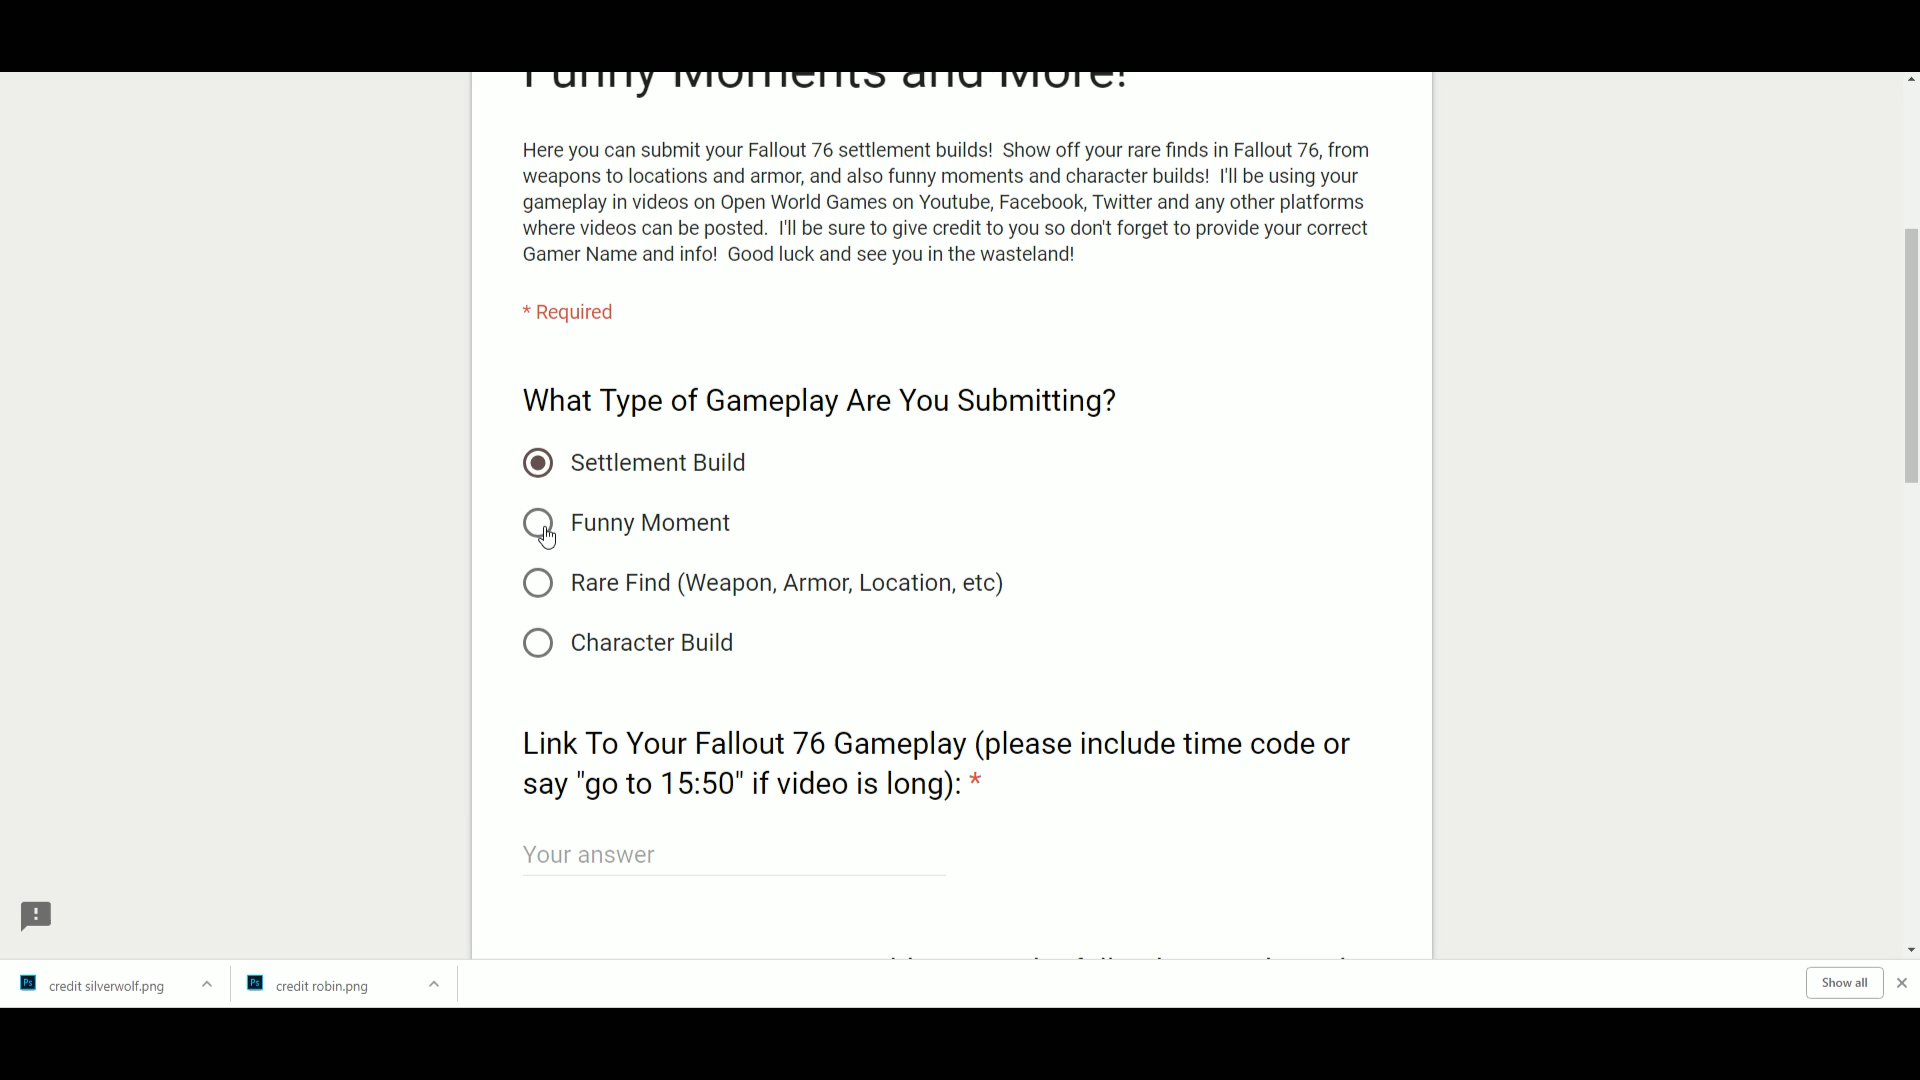 Funny Moments and More!
Here you can submit your Fallout 76 settlement builds!  Show off your rare finds in Fallout 76, from
weapons to locations and armor, and also funny moments and character builds!  I'll be using your
gameplay in videos on Open World Games on Youtube, Facebook, Twitter and any other platforms
where videos can be posted.  I'll be sure to give credit to you so don't forget to provide your correct
Gamer Name and info!  Good luck and see you in the wasteland!
* Required
What Type of Gameplay Are You Submitting?
Settlement Build
Funny Moment
Rare Find (Weapon, Armor, Location, etc)
Character Build
Link To Your Fallout 76 Gameplay (please include time code or
say "go to 15:50" if video is long): *
Your answer
Ps credit silverwolf.png
Ps credit robin.png
Show all